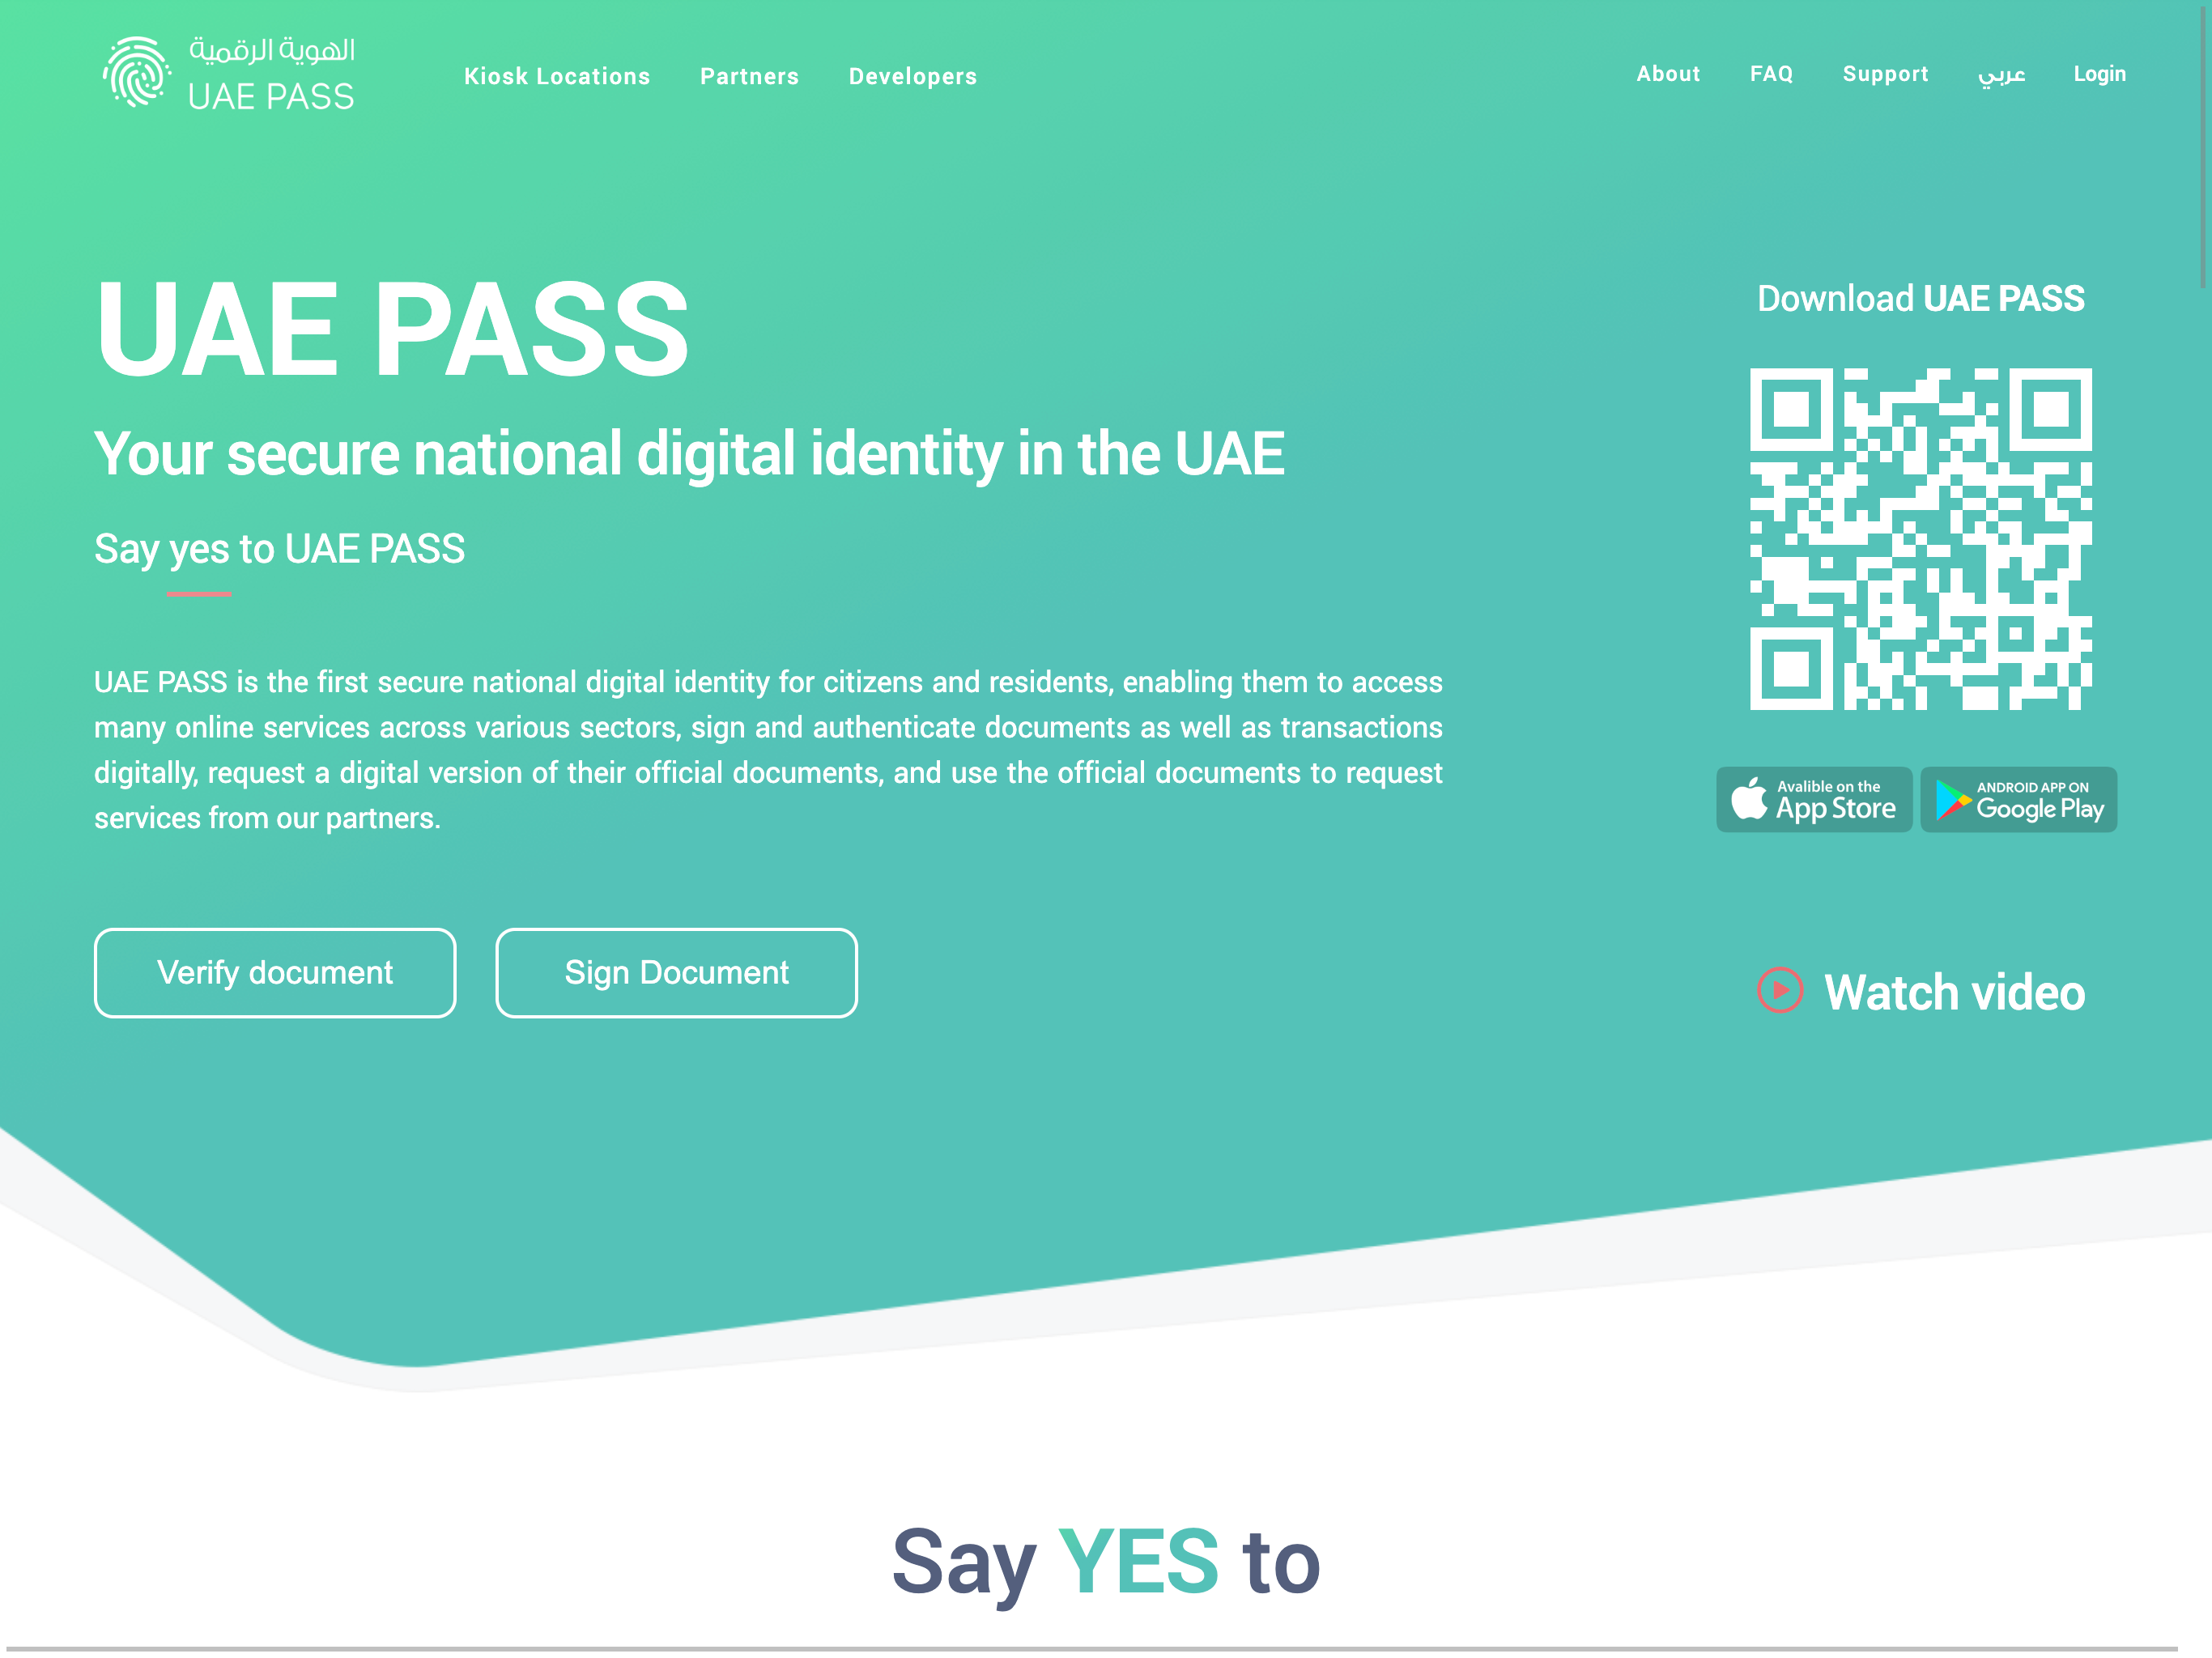 الهوية الرقمية
UAE PASS
Kiosk Locations
Partners
Developers
About
FAQ
Support
عربي
Login
UAE PASS
Your secure national digital identity in the UAE
Say yes to UAE PASS
UAE PASS is the first secure national digital identity for citizens and residents, enabling them to access
many online services across various sectors, sign and authenticate documents as well as transactions
digitally, request a digital version of their official documents, and use the official documents to request
services from our partners.
Verify document
Sign Document
Download UAE PASS
Avalible on the
App Store
ANDROID APP ON
Google Play
Watch video
Say YES to